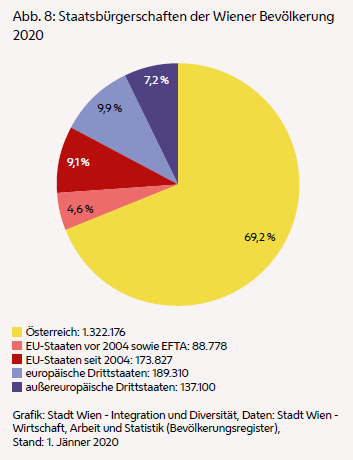 Abb. 8: Staatsbürgerschaften der Wiener Bevölkerung
2020
7,2 %
9,9 %
9,1 %
4,6 %
69,2 %
Österreich: 1.322.176
EU-Staaten vor 2004 sowie EFTA: 88.778
EU-Staaten seit 2004: 173.827
europäische Drittstaaten: 189.310
außereuropäische Drittstaaten: 137.100
Grafik: Stadt Wien - Integration und Diversität, Daten: Stadt Wien -
Wirtschaft, Arbeit und Statistik (Bevölkerungsregister),
Stand: 1. Jänner 2020